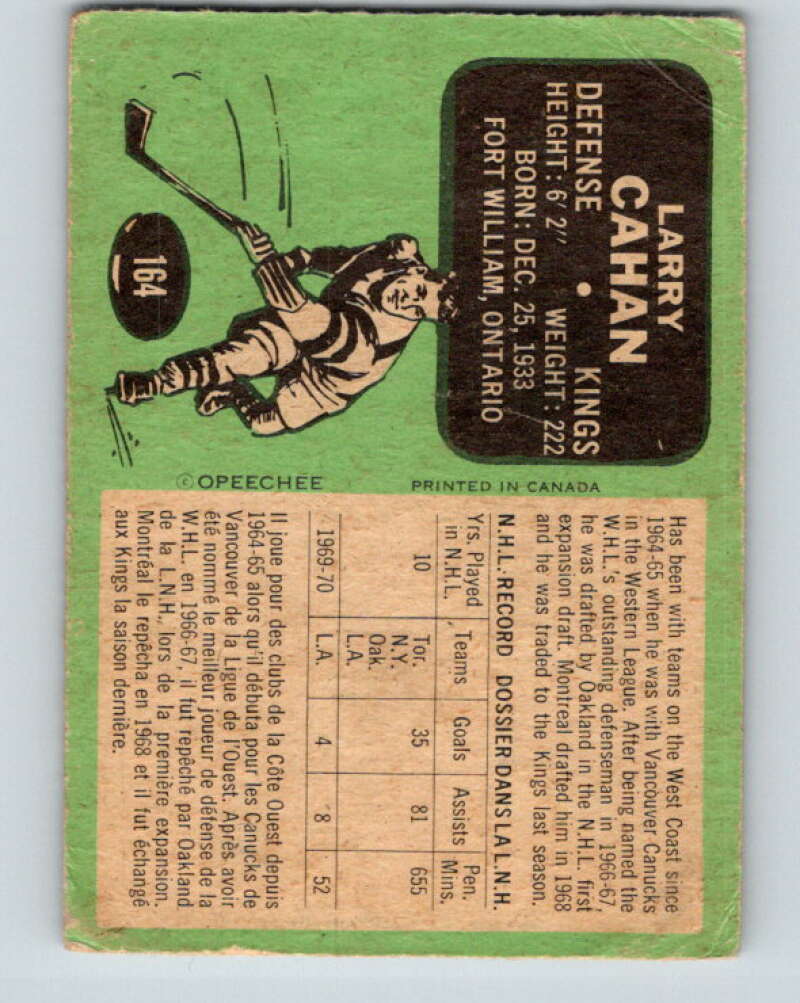 LARRY
CAHAN
DEFENSE • KINGS
HEIGHT: 6' 2" WEIGHT: 222
BORN: DEC. 25, 1933
FORT WILLIAM, ONTARIO
164
© OPEECHEE
PRINTED IN CANADA
Has been with teams on the West Coast since
1964-65 when he was with Vancouver Canucks
in the Western League. After being named the
W.H.L.'s outstanding defenseman in 1966-67,
he was drafted by Oakland in the N.H.L. first
expansion draft. Montreal drafted him in 1968
and he was traded to the Kings last season.
N.H.L. RECORD DOSSIER DANS LA L.N.H.
Yrs. Played in N.H.L. Teams Goals Assists Pen. Mins.
10 Tor. 35 81 655
N.Y.
Oak.
L.A.
1969-70 L.A. 4 8 52
Il joue pour des clubs de la Côte Ouest depuis
1964-65 alors qu'il débuta pour les Canucks de
Vancouver de la Ligue de l'Ouest. Après avoir
été nommé le meilleur joueur de défense de la
W.H.L. en 1966-67, il fut repêché par Oakland
de la L.N.H., lors de la première expansion.
Montréal le repêcha en 1968 et il fut échangé
aux Kings la saison dernière.